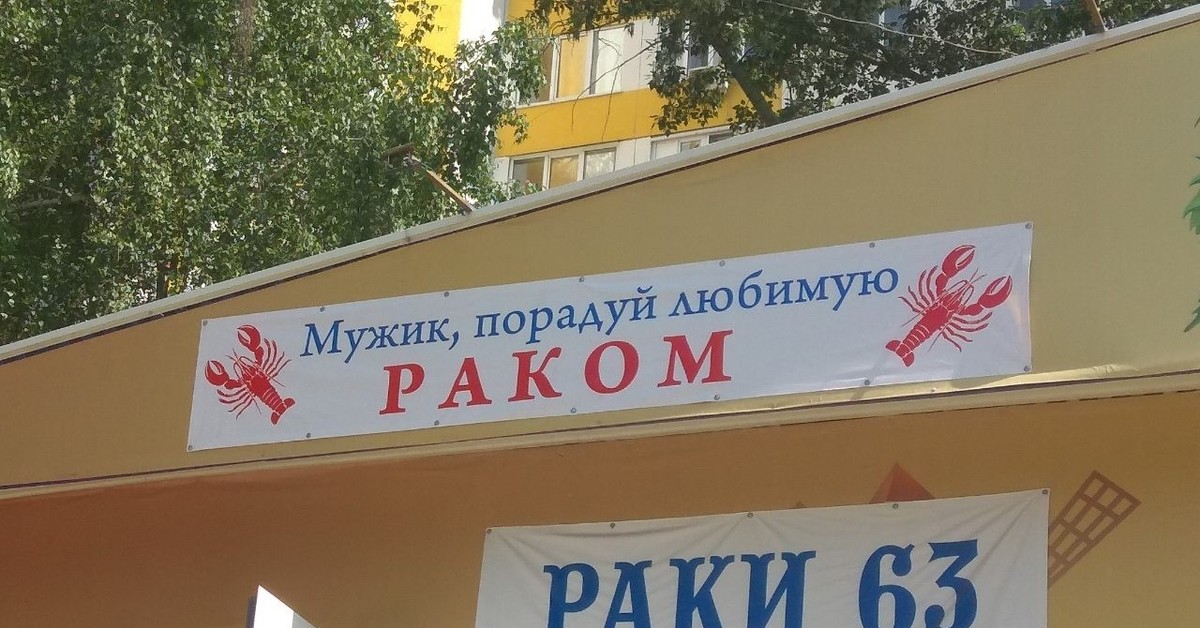 Мужик, порадуй любимую
РАКОМ
РАКИ 63